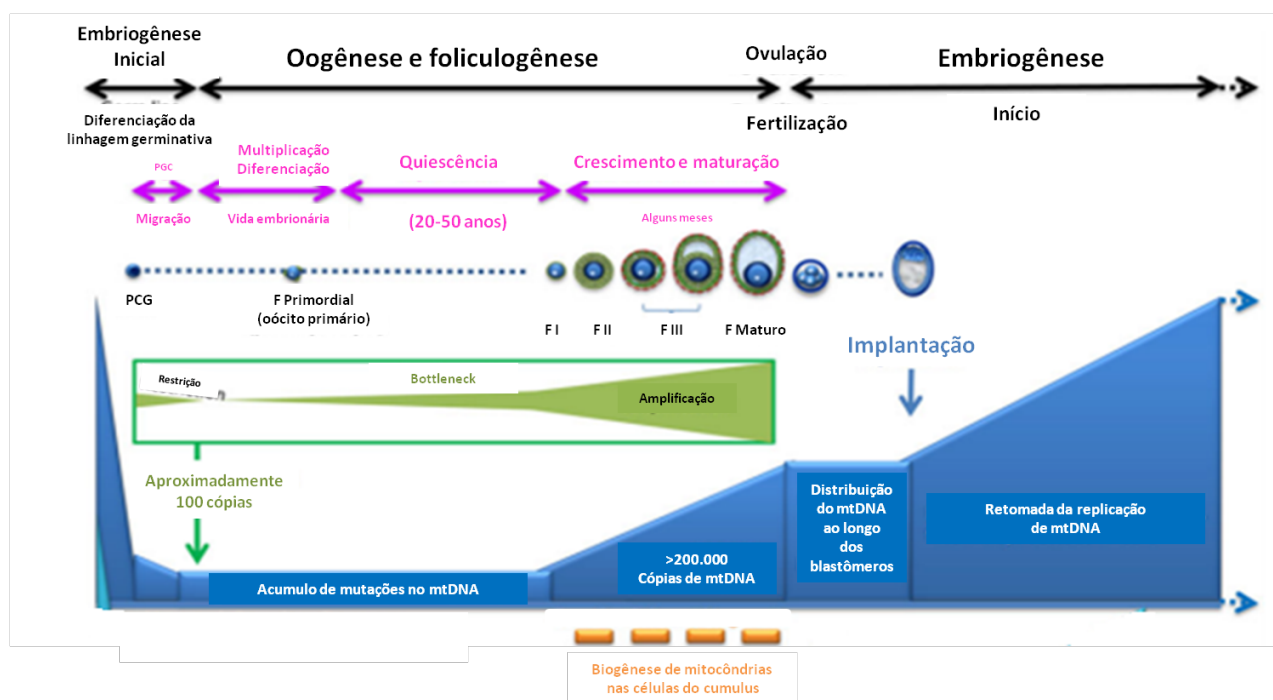 Embriogênese
Inicial
Oogênese e foliculogênese
Ovulação
Embriogênese
Diferenciação da
linhagem germinativa
Fertilização
Início
PGC
Multiplicação
Diferenciação
Quiescência
Crescimento e maturação
Migração
Vida embrionária
(20-50 anos)
Alguns meses
PCG
F Primordial
(oócito primário)
F I
F II
F III
F Maturo
Implantação
Restrição
Bottleneck
Amplificação
Aproximadamente
100 cópias
Acumulo de mutações no mtDNA
>200.000
Cópias de mtDNA
Distribuição
do mtDNA
ao longo
dos
blastômeros
Retomada da replicação
de mtDNA
Biogênese de mitocôndrias
nas células do cumulus